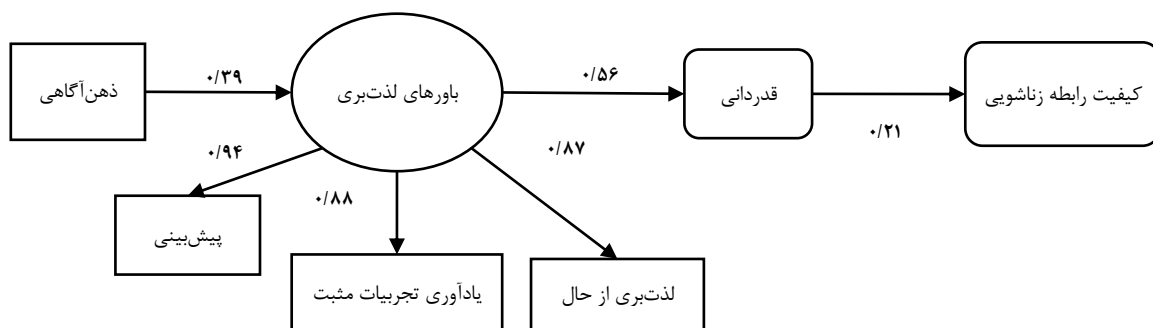 ذهن‌آگاهی
۰/۳۹
باورهای لذت‌بری
۰/۵۶
قدردانی
۰/۲۱
کیفیت رابطه زناشویی
۰/۹۴
۰/۸۸
۰/۸۷
پیش‌بینی
یادآوری تجربیات مثبت
لذت‌بری از حال